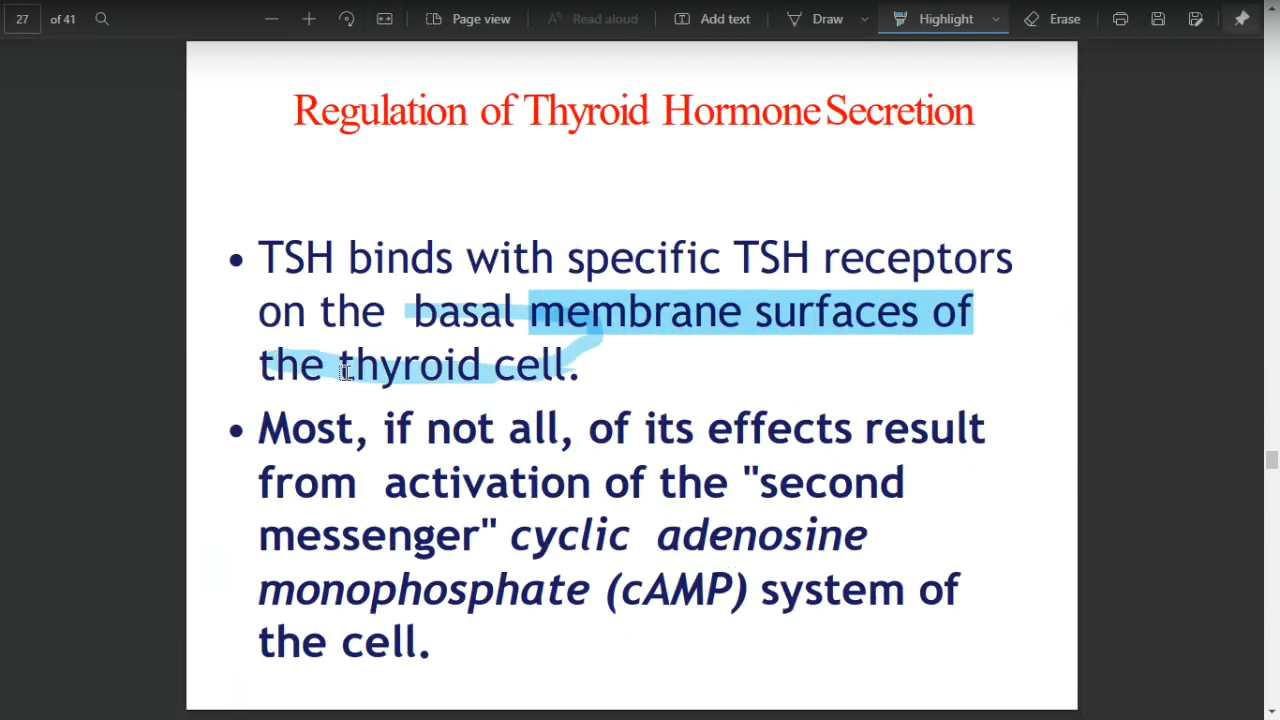 27 of 41 Page view Read aloud Add text Draw Highlight Erase
Regulation of Thyroid Hormone Secretion
• TSH binds with specific TSH receptors
on the basal membrane surfaces of
the thyroid cell.
• Most, if not all, of its effects result
from activation of the "second
messenger" cyclic adenosine
monophosphate (cAMP) system of
the cell.